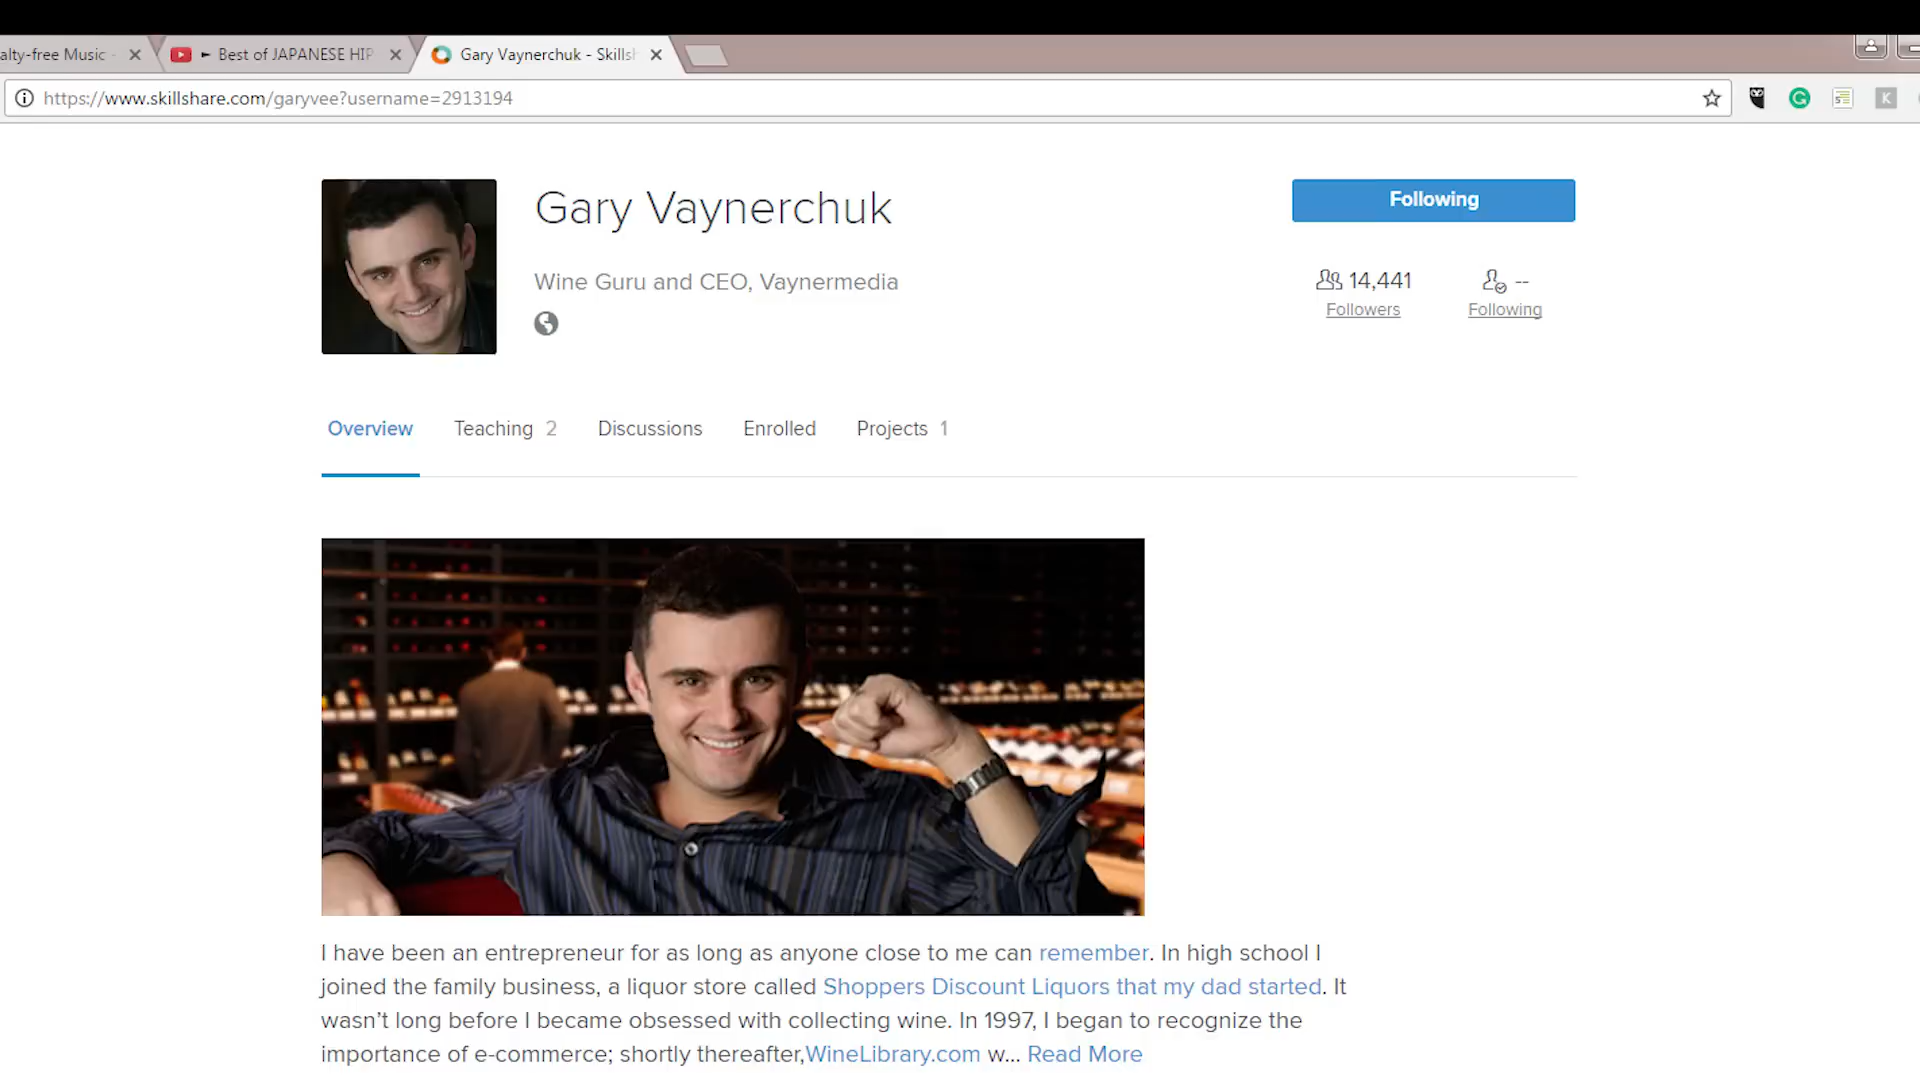 alty-free Music -
► Best of JAPANESE HIP
Gary Vaynerchuk - Skillsh
https://www.skillshare.com/garyvee?username=2913194
Gary Vaynerchuk
Following
Wine Guru and CEO, Vaynermedia
14,441
--
Followers
Following
Overview
Teaching 2
Discussions
Enrolled
Projects 1
I have been an entrepreneur for as long as anyone close to me can remember. In high school I
joined the family business, a liquor store called Shoppers Discount Liquors that my dad started. It
wasn’t long before I became obsessed with collecting wine. In 1997, I began to recognize the
importance of e-commerce; shortly thereafter,WineLibrary.com w... Read More